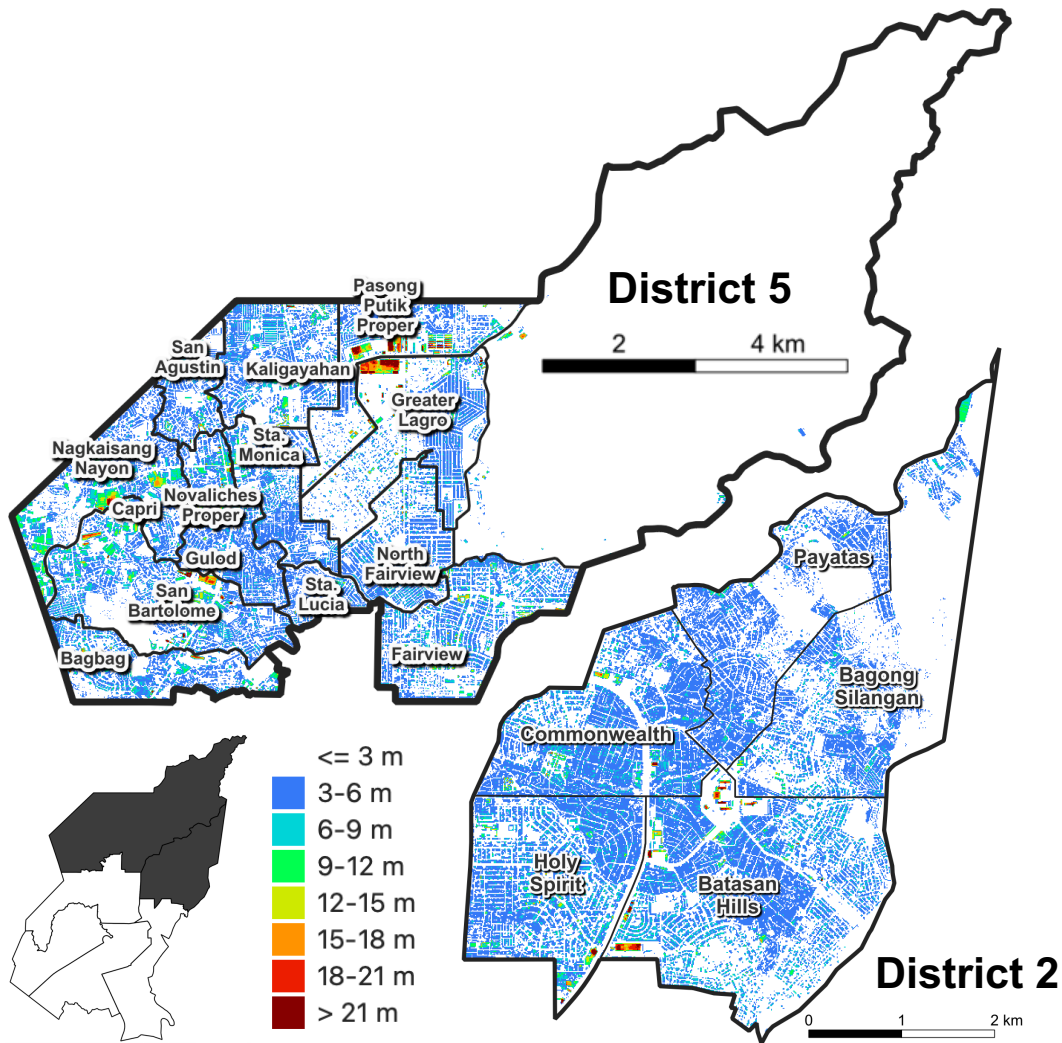 Pasong
Putik
Proper
District 5
2
4 km
San
Agustin
Kaligayahan
Greater
Lagro
Sta.
Monica
Nagkaisang
Nayon
Novaliches
Proper
Capri
Gulod
North
Fairview
San
Bartolome
Sta.
Lucia
Bagbag
Fairview
Payatas
Bagong
Silangan
Commonwealth
Holy
Spirit
Batasan
Hills
District 2
0
1
2 km
<= 3 m
3-6 m
6-9 m
9-12 m
12-15 m
15-18 m
18-21 m
> 21 m